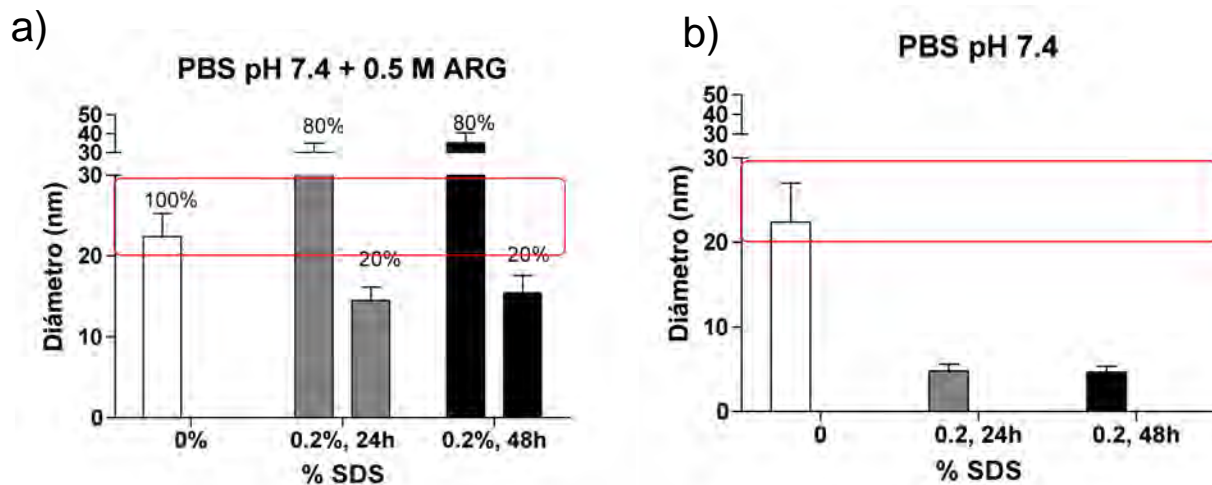 a)
PBS pH 7.4 + 0.5 M ARG
Diámetro (nm)
50
40
30
30
20
10
0
100%
80%
20%
80%
20%
0%
0.2%, 24h
0.2%, 48h
% SDS
b)
PBS pH 7.4
Diámetro (nm)
50
40
30
30
20
10
0
0
0.2, 24h
0.2, 48h
% SDS